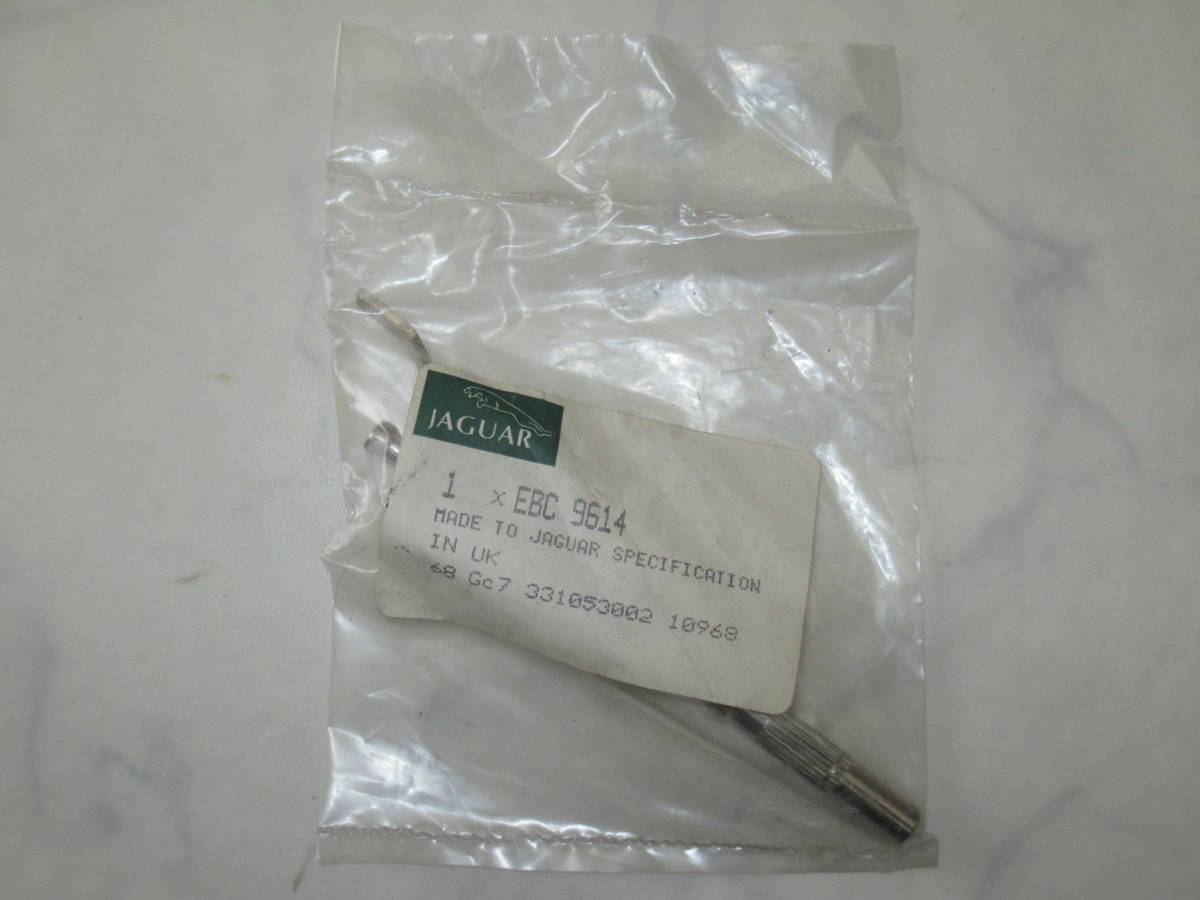 JAGUAR
1 x EBC 9614
MADE TO JAGUAR SPECIFICATION
IN UK
68 Gc7 331053002 10968